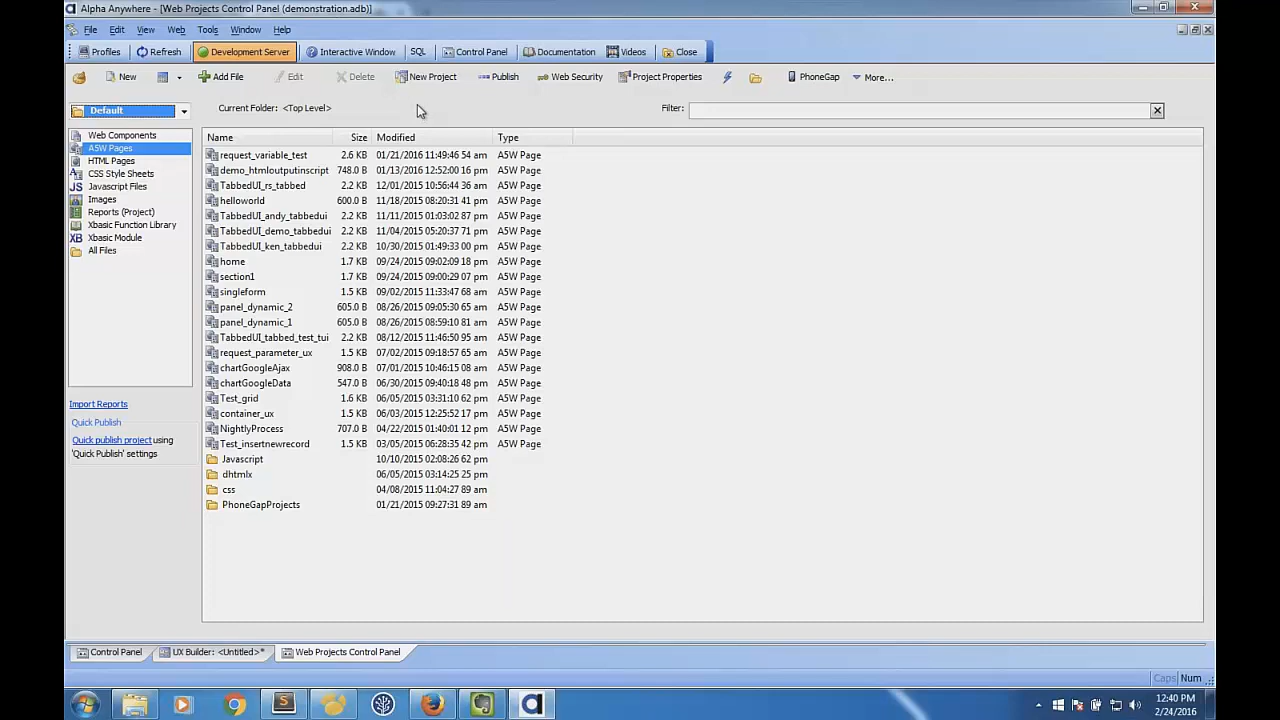 Alpha Anywhere - [Web Projects Control Panel (demonstration.adb)]
File Edit View Web Tools Window Help
Profiles Refresh Development Server Interactive Window SQL Control Panel Documentation Videos Close
New Add File Edit Delete New Project Publish Web Security Project Properties PhoneGap More...
Default Current Folder: <Top Level> Filter:
Web Components
A5W Pages
HTML Pages
CSS Style Sheets
JS Javascript Files
Images
Reports (Project)
Xbasic Function Library
XB Xbasic Module
All Files
Import Reports
Quick Publish
Quick publish project using
'Quick Publish' settings
Name Size Modified Type
request_variable_test 2.6 KB 01/21/2016 11:49:46 54 am A5W Page
demo_htmloutputinscript 748.0 B 01/13/2016 12:52:00 16 pm A5W Page
TabbedUI_rs_tabbed 2.2 KB 12/01/2015 10:56:44 36 am A5W Page
helloworld 600.0 B 11/18/2015 08:20:31 41 pm A5W Page
TabbedUI_andy_tabbedui 2.2 KB 11/11/2015 01:03:02 87 pm A5W Page
TabbedUI_demo_tabbedui 2.2 KB 11/04/2015 05:20:37 71 pm A5W Page
TabbedUI_ken_tabbedui 2.2 KB 10/30/2015 01:49:33 00 pm A5W Page
home 1.7 KB 09/24/2015 09:02:09 18 pm A5W Page
section1 1.7 KB 09/24/2015 09:00:29 07 pm A5W Page
singleform 1.5 KB 09/02/2015 11:33:47 68 am A5W Page
panel_dynamic_2 605.0 B 08/26/2015 09:05:30 65 am A5W Page
panel_dynamic_1 605.0 B 08/26/2015 08:59:10 81 am A5W Page
TabbedUI_tabbed_test_tui 2.2 KB 08/12/2015 11:46:50 95 am A5W Page
request_parameter_ux 1.5 KB 07/02/2015 09:18:57 65 am A5W Page
chartGoogleAjax 908.0 B 07/01/2015 10:46:15 08 am A5W Page
chartGoogleData 547.0 B 06/30/2015 09:40:18 48 pm A5W Page
Test_grid 1.6 KB 06/05/2015 03:31:10 62 pm A5W Page
container_ux 1.5 KB 06/03/2015 12:25:52 17 pm A5W Page
NightlyProcess 707.0 B 04/22/2015 01:40:01 12 pm A5W Page
Test_insertnewrecord 1.5 KB 03/05/2015 06:28:35 42 pm A5W Page
Javascript 10/10/2015 02:08:26 62 pm
dhtmlx 06/05/2015 03:14:25 25 pm
css 04/08/2015 11:04:27 89 am
PhoneGapProjects 01/21/2015 09:27:31 89 am
Control Panel UX Builder: <Untitled>* Web Projects Control Panel
Caps Num
12:40 PM
2/24/2016